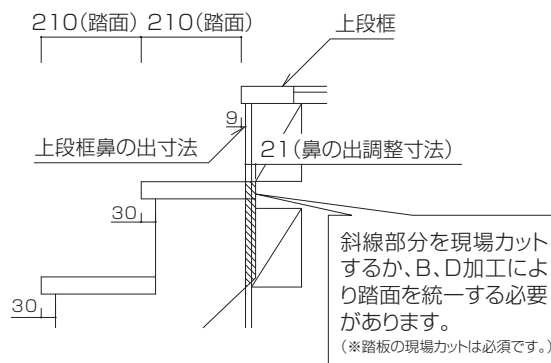 210(踏面) 210(踏面)
上段框
9
上段框鼻の出寸法
21(鼻の出調整寸法)
30
30
斜線部分を現場カット
するか、B、D加工によ
り踏面を統一する必要
があります。
(※踏板の現場カットは必須です。)